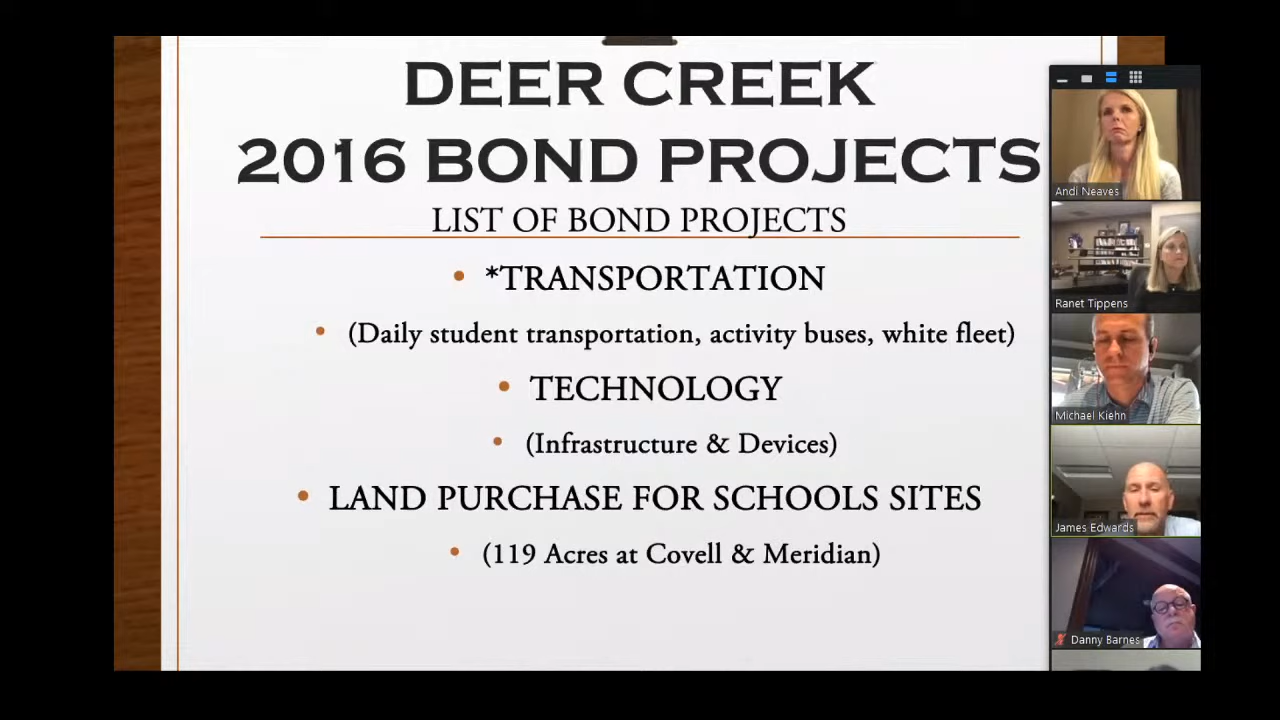 DEER CREEK
2016 BOND PROJECTS
LIST OF BOND PROJECTS
• *TRANSPORTATION
• (Daily student transportation, activity buses, white fleet)
• TECHNOLOGY
• (Infrastructure & Devices)
• LAND PURCHASE FOR SCHOOLS SITES
• (119 Acres at Covell & Meridian)
Andi Neaves
Ranet Tippens
Michael Kiehn
James Edwards
Danny Barnes